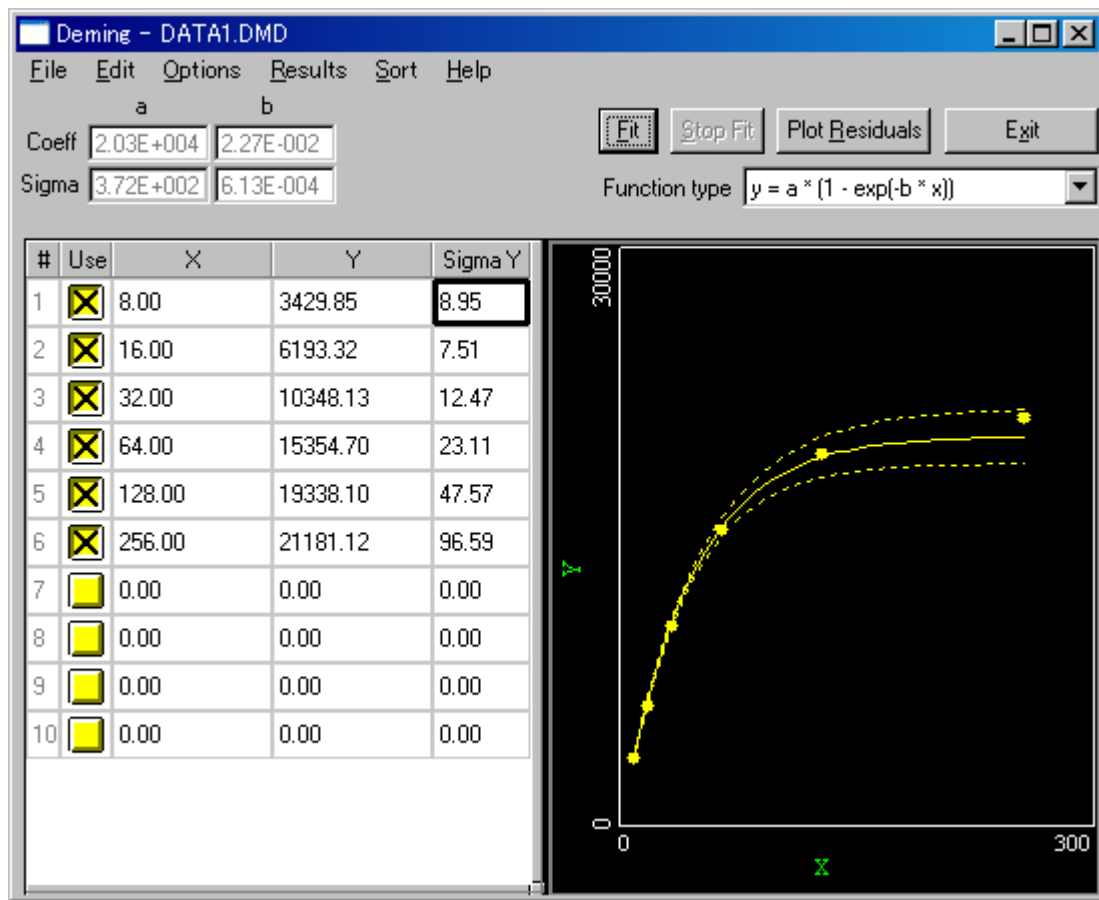 Deming - DATA1.DMD
File Edit Options Results Sort Help
a b
Coeff 2.03E+004 2.27E-002
Sigma 3.72E+002 6.13E-004
Fit Stop Fit Plot Residuals Exit
Function type y = a * (1 - exp(-b * x))
# Use X Y Sigma Y
1 8.00 3429.85 8.95
2 16.00 6193.32 7.51
3 32.00 10348.13 12.47
4 64.00 15354.70 23.11
5 128.00 19338.10 47.57
6 256.00 21181.12 96.59
7 0.00 0.00 0.00
8 0.00 0.00 0.00
9 0.00 0.00 0.00
10 0.00 0.00 0.00
30000
Y
0
0 300
X